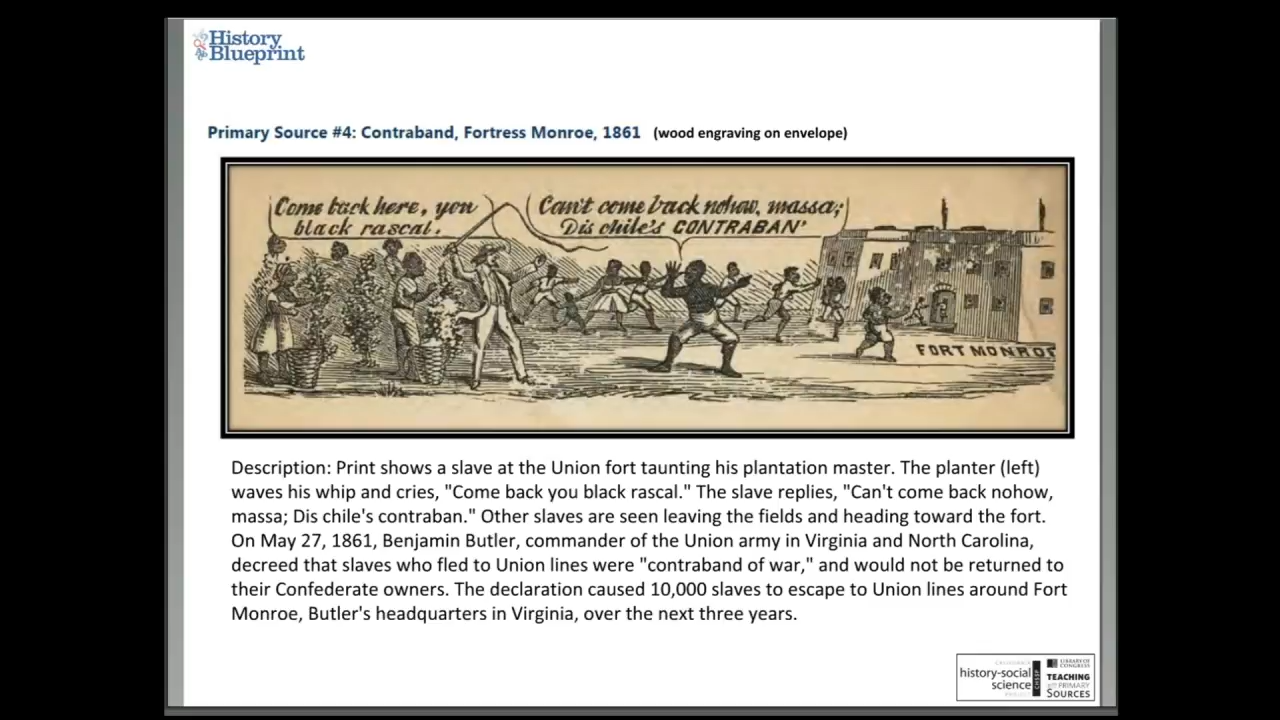 History
Blueprint
Primary Source #4: Contraband, Fortress Monroe, 1861 (wood engraving on envelope)
Come back here, you
black rascal.
Can't come back nohow, massa;
Dis chile's CONTRABAN'
FORT MONROE
Description: Print shows a slave at the Union fort taunting his plantation master. The planter (left)
waves his whip and cries, "Come back you black rascal." The slave replies, "Can't come back nohow,
massa; Dis chile's contraban." Other slaves are seen leaving the fields and heading toward the fort.
On May 27, 1861, Benjamin Butler, commander of the Union army in Virginia and North Carolina,
decreed that slaves who fled to Union lines were "contraband of war," and would not be returned to
their Confederate owners. The declaration caused 10,000 slaves to escape to Union lines around Fort
Monroe, Butler's headquarters in Virginia, over the next three years.
CALIFORNIA
history-social
science
PROJECT
CHSSP
LIBRARY OF
CONGRESS
TEACHING
with PRIMARY
SOURCES